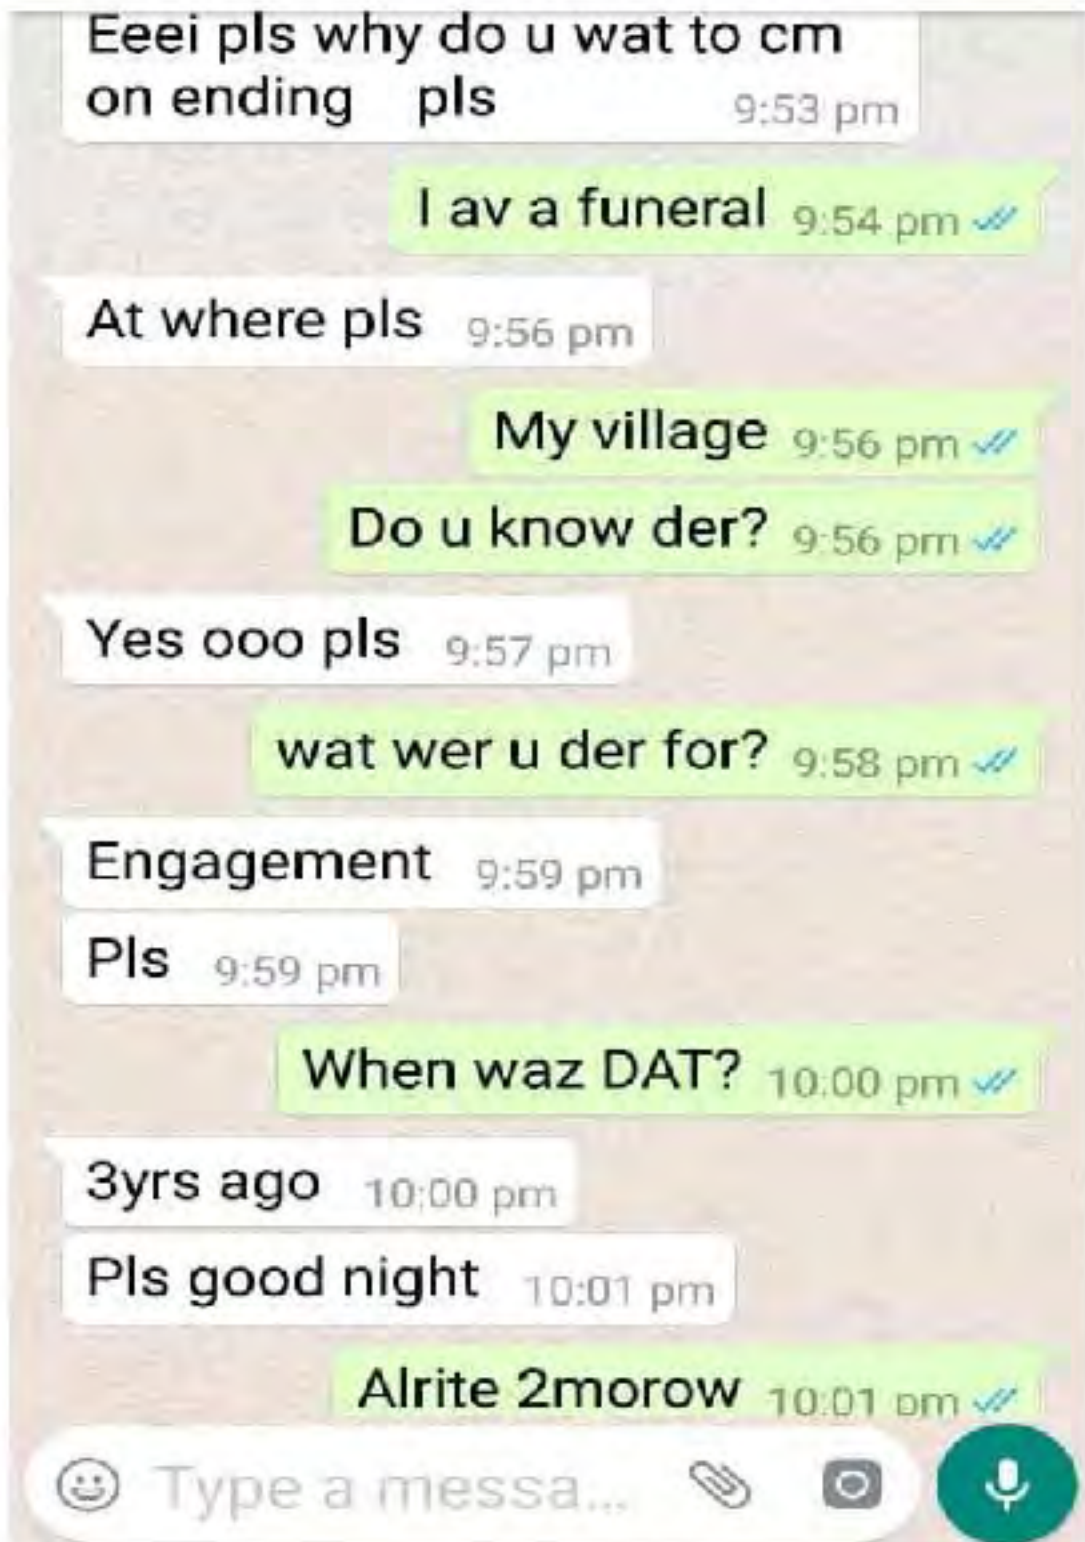 Eeei pls why do u wat to cm
on ending pls 9:53 pm
I av a funeral 9:54 pm
At where pls 9:56 pm
My village 9:56 pm
Do u know der? 9:56 pm
Yes ooo pls 9:57 pm
wat wer u der for? 9:58 pm
Engagement 9:59 pm
Pls 9:59 pm
When waz DAT? 10:00 pm
3yrs ago 10:00 pm
Pls good night 10:01 pm
Alrite 2morow 10:01 pm
Type a messa...